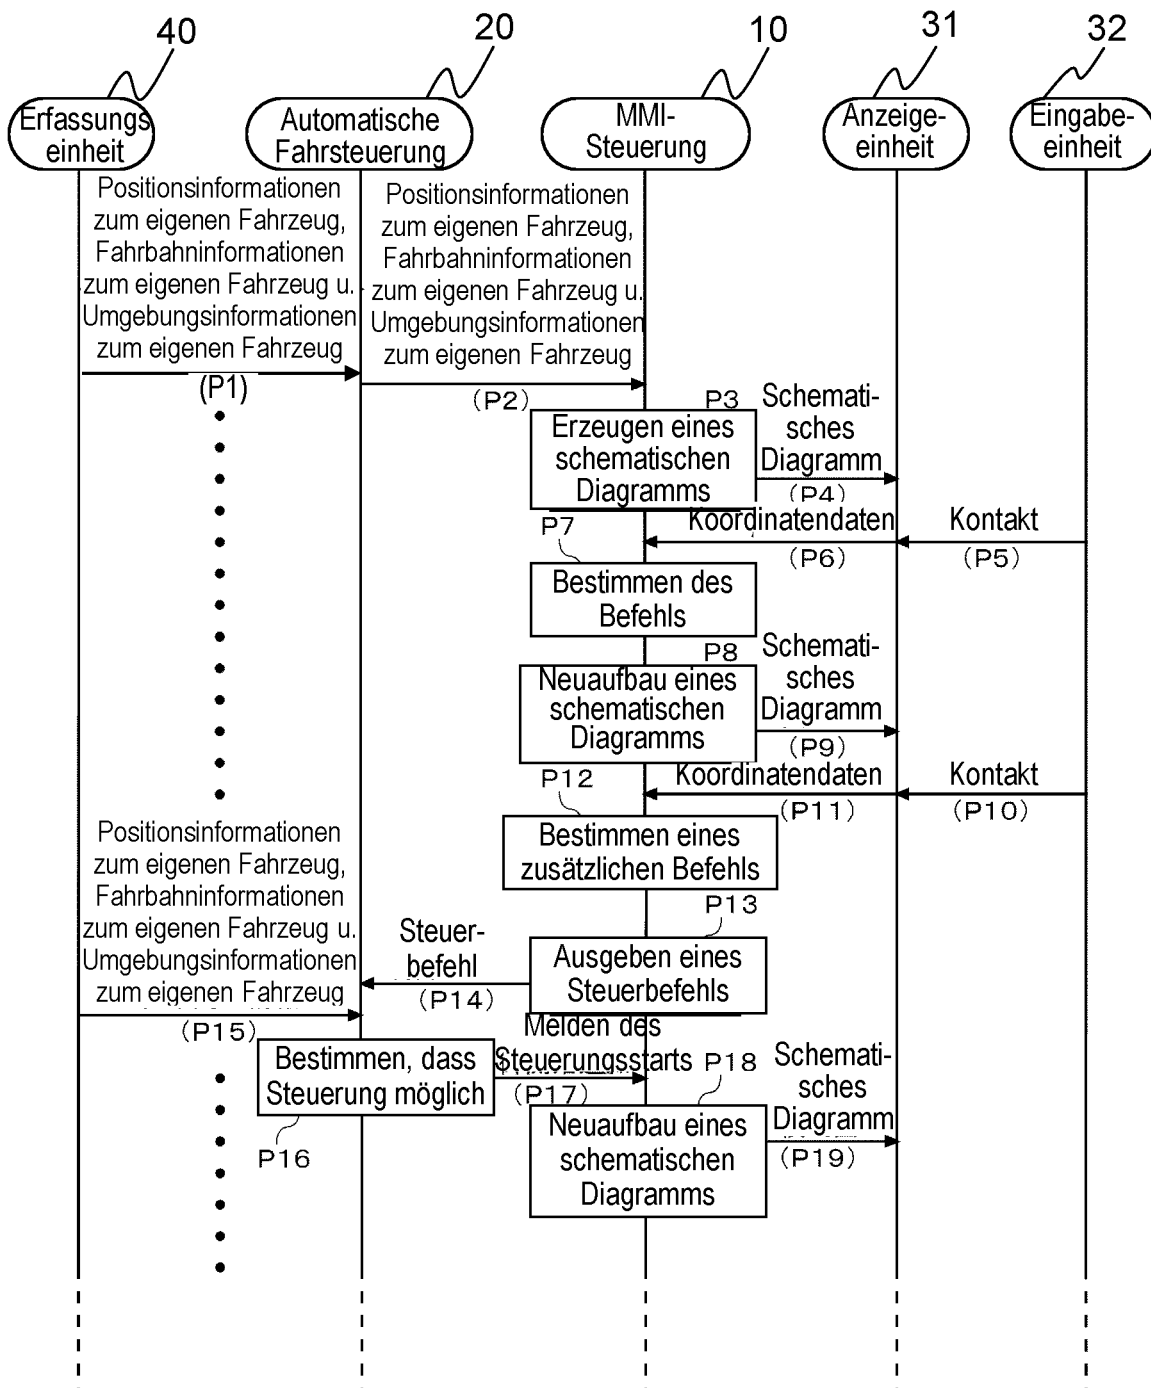 40
20
10
31
32
Erfassungs
einheit
Automatische
Fahrsteuerung
MMI-
Steuerung
Anzeige-
einheit
Eingabe-
einheit
Positionsinformationen
zum eigenen Fahrzeug,
Fahrbahninformationen
zum eigenen Fahrzeug u.
Umgebungsinformationen
zum eigenen Fahrzeug
(P1)
Positionsinformationen
zum eigenen Fahrzeug,
Fahrbahninformationen
zum eigenen Fahrzeug u.
Umgebungsinformationen
zum eigenen Fahrzeug
(P2)
P3
Erzeugen eines
schematischen
Diagramms
Schemati-
sches
Diagramm
(P4)
Kontakt
(P5)
Koordinatendaten
(P6)
P7
Bestimmen des
Befehls
P8
Neuaufbau eines
schematischen
Diagramms
Schemati-
sches
Diagramm
(P9)
Kontakt
(P10)
Koordinatendaten
(P11)
P12
Bestimmen eines
zusätzlichen Befehls
P13
Ausgeben eines
Steuerbefehls
Steuer-
befehl
(P14)
Positionsinformationen
zum eigenen Fahrzeug,
Fahrbahninformationen
zum eigenen Fahrzeug u.
Umgebungsinformationen
zum eigenen Fahrzeug
(P15)
Bestimmen, dass
Steuerung möglich
P16
Melden des
Steuerungsstarts
(P17)
P18
Neuaufbau eines
schematischen
Diagramms
Schemati-
sches
Diagramm
(P19)